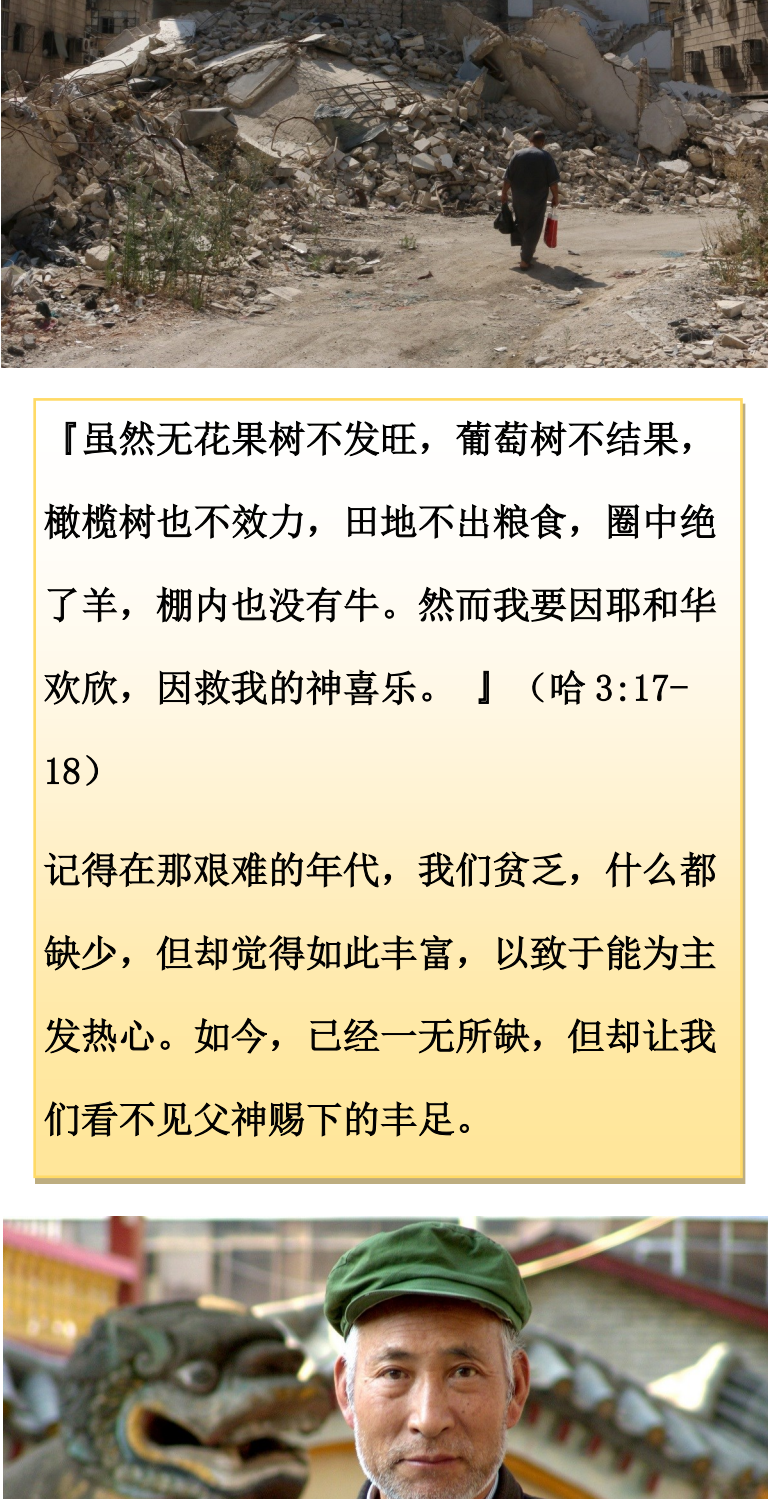 『虽然无花果树不发旺，葡萄树不结果，
橄榄树也不效力，田地不出粮食，圈中绝
了羊，棚内也没有牛。然而我要因耶和华
欢欣，因救我的神喜乐。 』（哈 3:17-
18）
记得在那艰难的年代，我们贫乏，什么都
缺少，但却觉得如此丰富，以致于能为主
发热心。如今，已经一无所缺，但却让我
们看不见父神赐下的丰足。